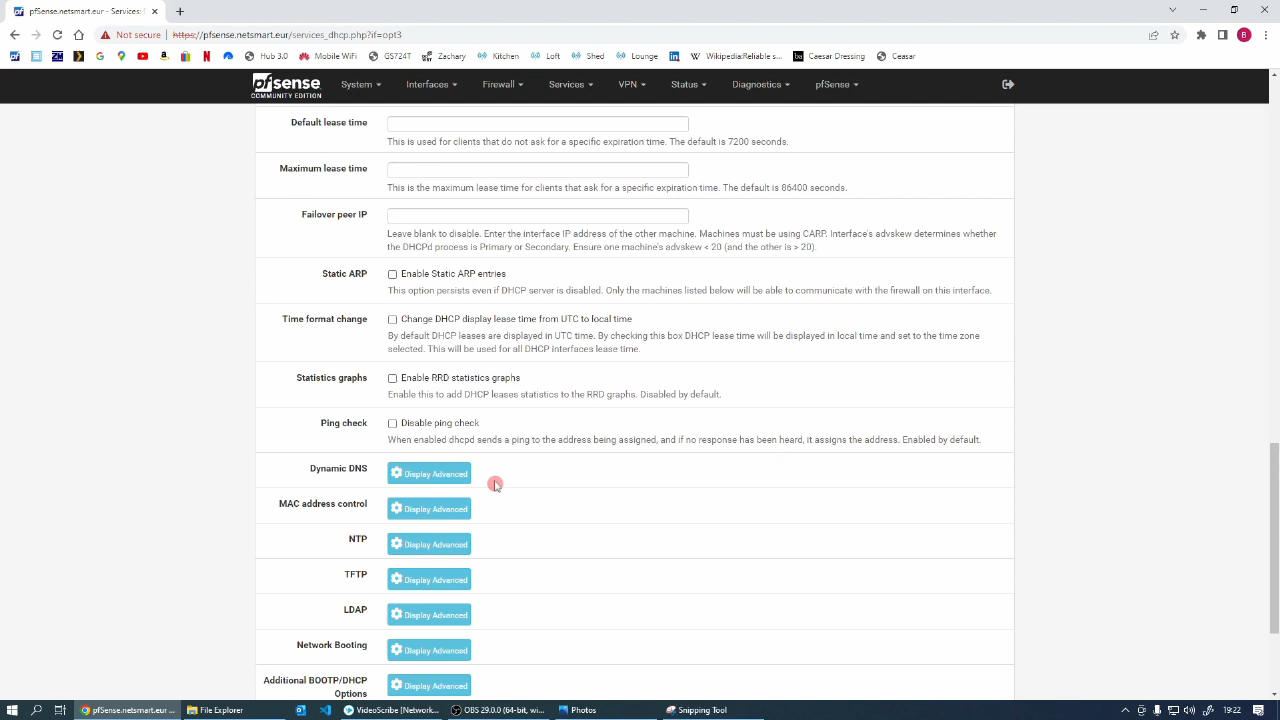 pfSense.netsmart.eur - services_d
Not secure https://pfsense.netsmart.eur/services_dhcp.php?if=opt3
B
Hub 3.0 Mobile WiFi GS724T Zachary Kitchen Loft Shed Lounge Wikipedia:Reliable s... Caesar Dressing Ceasar
pfsense
COMMUNITY EDITION
System Interfaces Firewall Services VPN Status Diagnostics pfSense
Default lease time
This is used for clients that do not ask for a specific expiration time. The default is 7200 seconds.
Maximum lease time
This is the maximum lease time for clients that ask for a specific expiration time. The default is 86400 seconds.
Failover peer IP
Leave blank to disable. Enter the interface IP address of the other machine. Machines must be using CARP. Interface's advskew determines whether
the DHCPd process is Primary or Secondary. Ensure one machine's advskew < 20 (and the other is > 20).
Static ARP Enable Static ARP entries
This option persists even if DHCP server is disabled. Only the machines listed below will be able to communicate with the firewall on this interface.
Time format change Change DHCP display lease time from UTC to local time
By default DHCP leases are displayed in UTC time. By checking this box DHCP lease time will be displayed in local time and set to the time zone
selected. This will be used for all DHCP interfaces lease time.
Statistics graphs Enable RRD statistics graphs
Enable this to add DHCP leases statistics to the RRD graphs. Disabled by default.
Ping check Disable ping check
When enabled dhcpd sends a ping to the address being assigned, and if no response has been heard, it assigns the address. Enabled by default.
Dynamic DNS Display Advanced
MAC address control Display Advanced
NTP Display Advanced
TFTP Display Advanced
LDAP Display Advanced
Network Booting Display Advanced
Additional BOOTP/DHCP Display Advanced
Options
pfSense.netsmart.eur ... File Explorer VideoScribe [Network... OBS 29.0.0 (64-bit, wi... Photos Snipping Tool 19:22